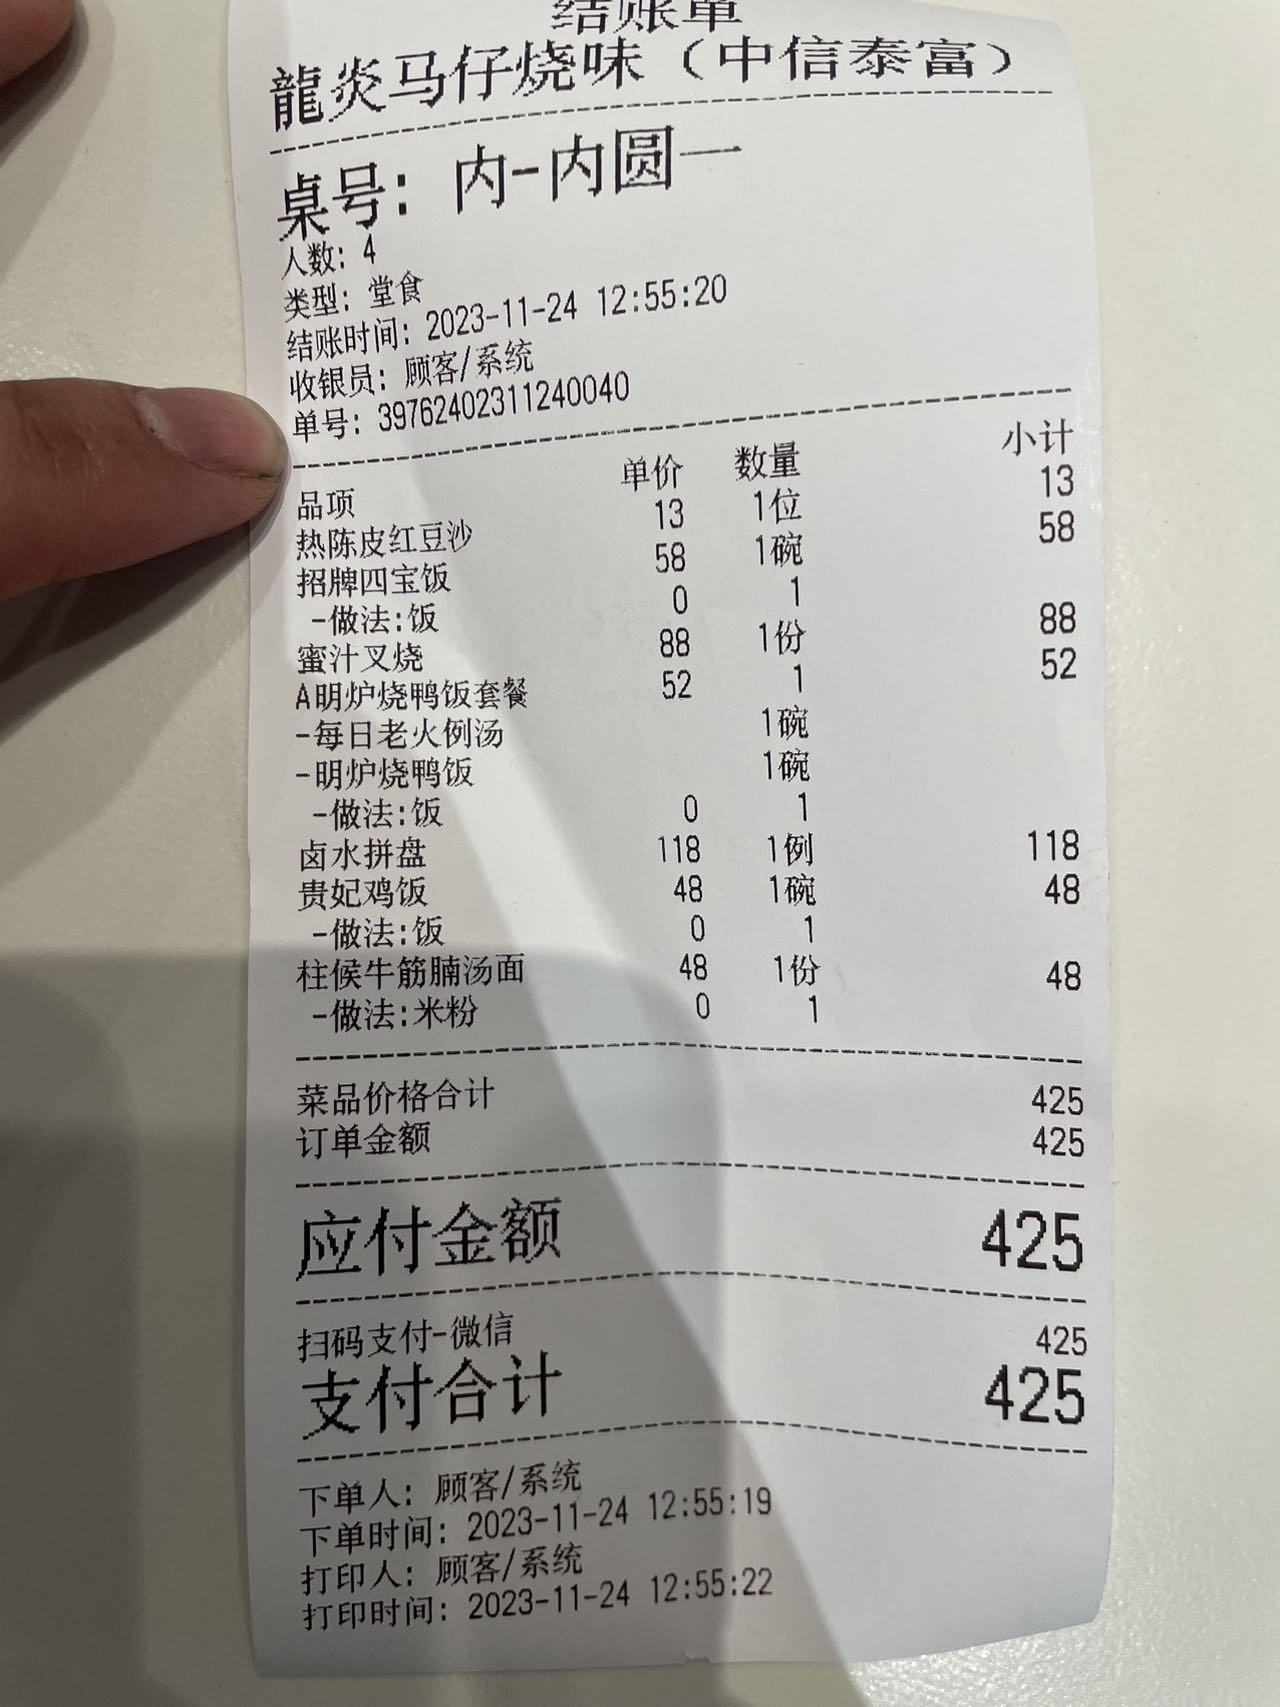 结账单
龍炎马仔烧味（中信泰富）
桌号: 内-内圆一
人数: 4
类型: 堂食
结账时间: 2023-11-24 12:55:20
收银员: 顾客/系统
单号: 39762402311240040
品项 单价 数量 小计
热陈皮红豆沙 13 1位 13
招牌四宝饭 58 1碗 58
-做法:饭 0 1
蜜汁叉烧 88 1份 88
A明炉烧鸭饭套餐 52 1 52
-每日老火例汤 1碗
-明炉烧鸭饭 1碗
-做法:饭 0 1
卤水拼盘 118 1例 118
贵妃鸡饭 48 1碗 48
-做法:饭 0 1
柱候牛筋腩汤面 48 1份 48
-做法:米粉 0 1
菜品价格合计 425
订单金额 425
应付金额 425
扫码支付-微信 425
支付合计 425
下单人: 顾客/系统
下单时间: 2023-11-24 12:55:19
打印人: 顾客/系统
打印时间: 2023-11-24 12:55:22